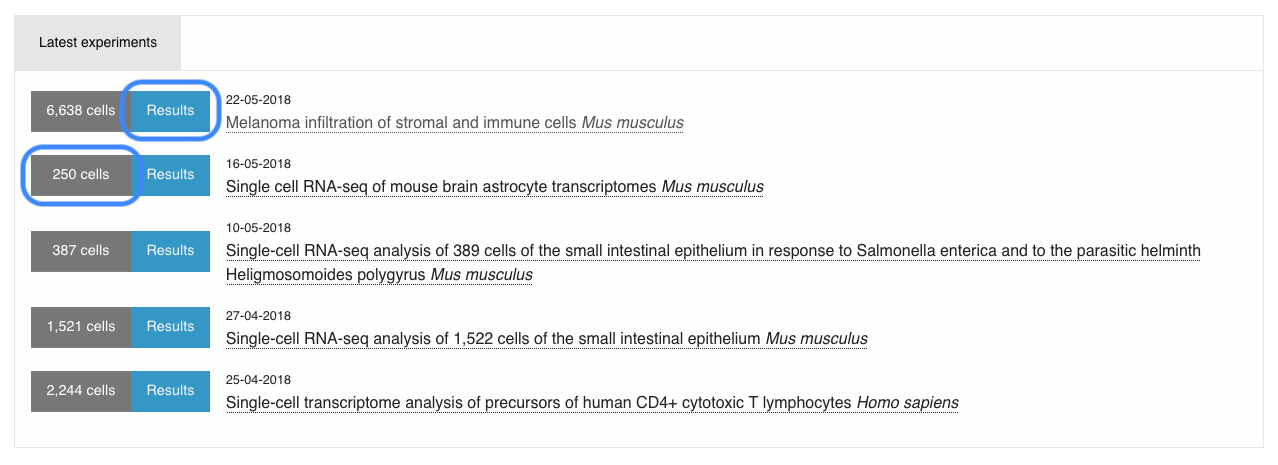 Latest experiments
6,638 cells Results
22-05-2018
Melanoma infiltration of stromal and immune cells Mus musculus
250 cells Results
16-05-2018
Single cell RNA-seq of mouse brain astrocyte transcriptomes Mus musculus
387 cells Results
10-05-2018
Single-cell RNA-seq analysis of 389 cells of the small intestinal epithelium in response to Salmonella enterica and to the parasitic helminth
Heligmosomoides polygyrus Mus musculus
1,521 cells Results
27-04-2018
Single-cell RNA-seq analysis of 1,522 cells of the small intestinal epithelium Mus musculus
2,244 cells Results
25-04-2018
Single-cell transcriptome analysis of precursors of human CD4+ cytotoxic T lymphocytes Homo sapiens